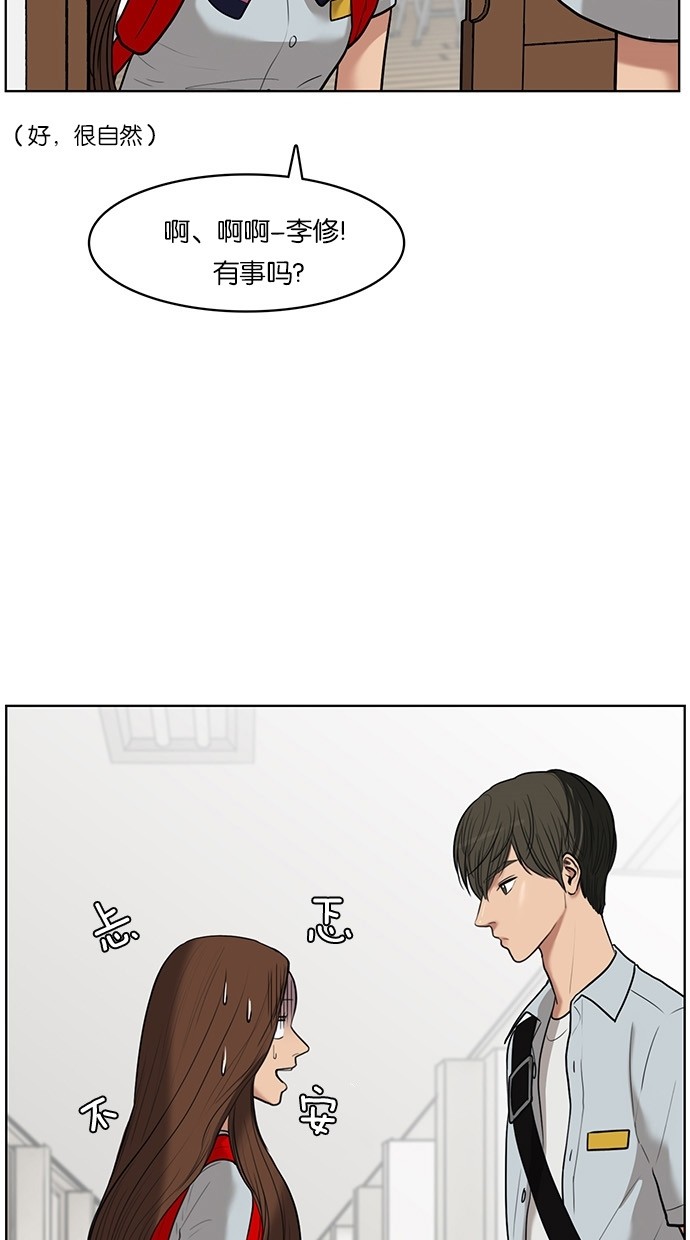 （好，很自然）
啊、啊啊-李修!
有事吗?
忐 忑
不 安